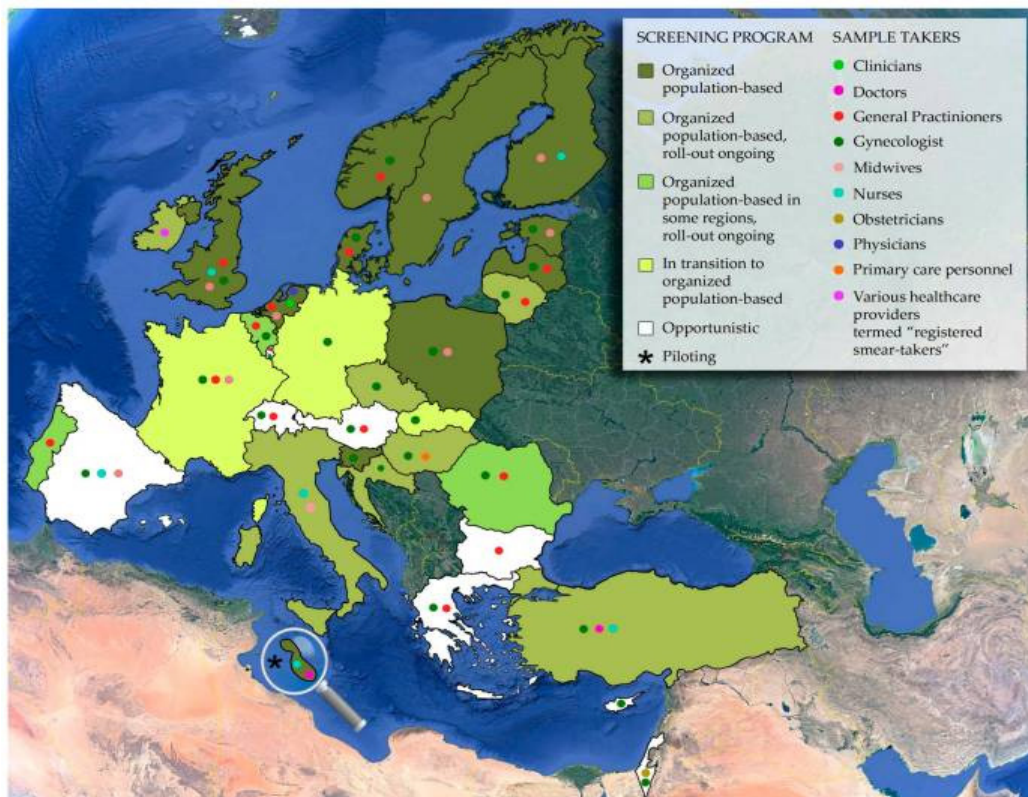 SCREENING PROGRAM
Organized
population-based
Organized
population-based,
roll-out ongoing
Organized
population-based in
some regions,
roll-out ongoing
In transition to
organized
population-based
Opportunistic
* Piloting
SAMPLE TAKERS
Clinicians
Doctors
General Practinioners
Gynecologist
Midwives
Nurses
Obstetricians
Physicians
Primary care personnel
Various healthcare
providers
termed "registered
smear-takers"
*